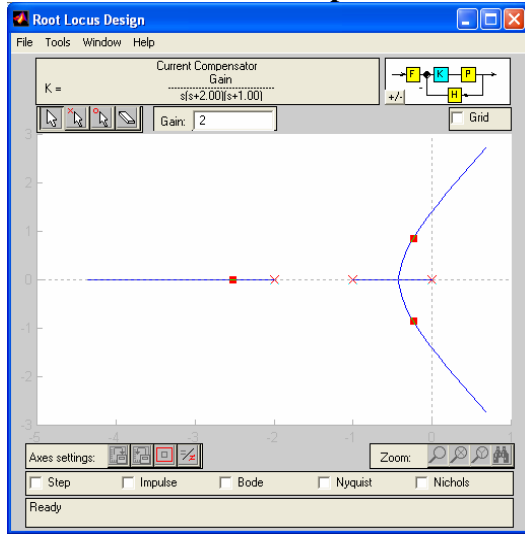 Root Locus Design
File Tools Window Help
Current Compensator
Gain
K =
s(s+2.00)(s+1.00)
F K P
H
+/-
Gain: 2
Grid
3
2
1
0
-1
-2
-3
-5 -4 -3 -2 -1 0 1
Axes settings: Zoom:
Step Impulse Bode Nyquist Nichols
Ready